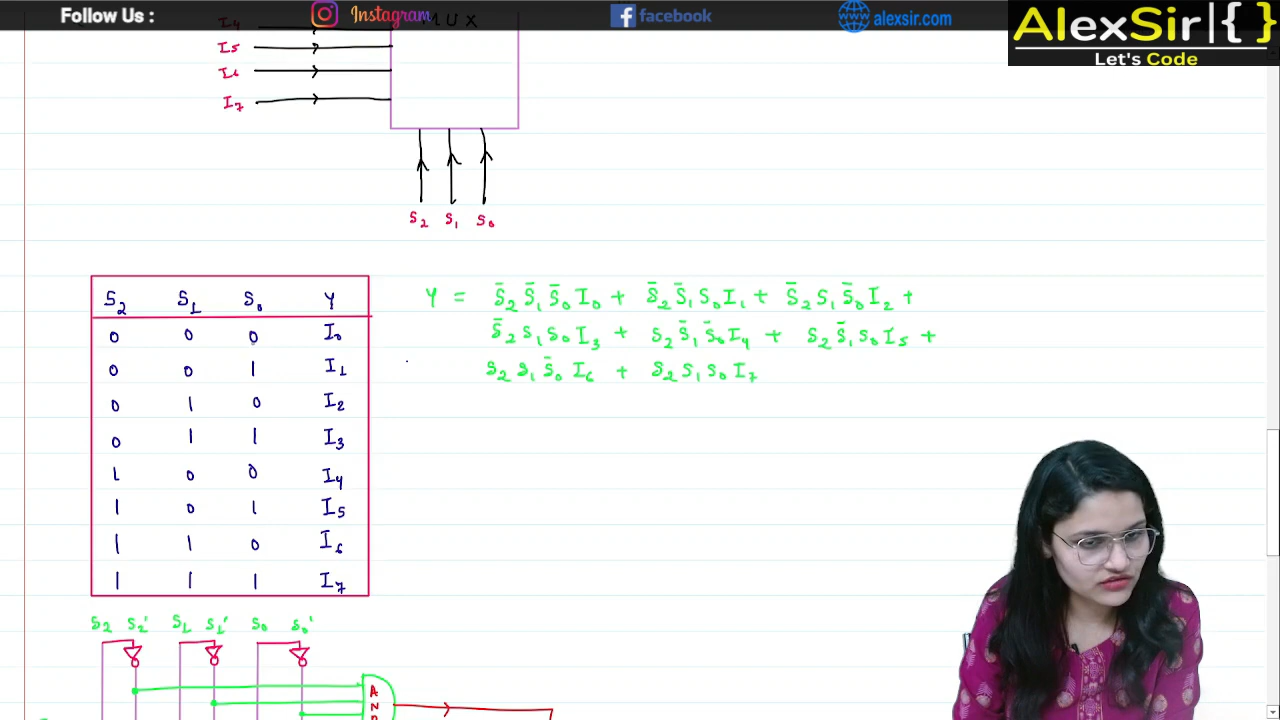 Follow Us : Instagram facebook alexsir.com
AlexSir|{ }
Let's Code
I4 MUX
I5
I6
I7
S2 S1 S0
S2 S1 S0 Y
0 0 0 I0
0 0 1 I1
0 1 0 I2
0 1 1 I3
1 0 0 I4
1 0 1 I5
1 1 0 I6
1 1 1 I7
Y = S̄2 S̄1 S̄0 I0 + S̄2 S̄1 S0 I1 + S̄2 S1 S̄0 I2 +
S̄2 S1 S0 I3 + S2 S̄1 S̄0 I4 + S2 S̄1 S0 I5 +
S2 S1 S̄0 I6 + S2 S1 S0 I7
S2 S2' S1 S1' S0 S0'
AND